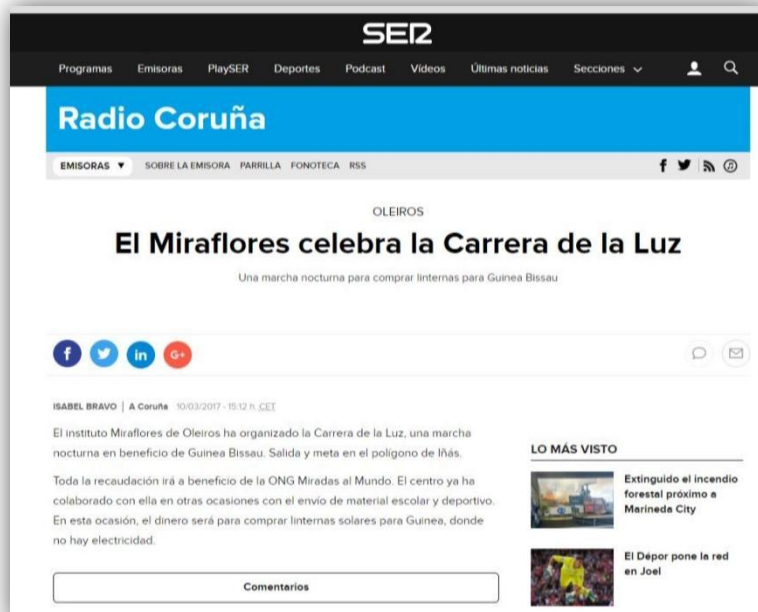 SER
Programas Emisoras PlaySER Deportes Podcast Vídeos Últimas noticias Secciones
Radio Coruña
EMISORAS ▼ SOBRE LA EMISORA PARRILLA FONOTECA RSS
OLEIROS
El Miraflores celebra la Carrera de la Luz
Una marcha nocturna para comprar linternas para Guinea Bissau
f in G+
ISABEL BRAVO | A Coruña 10/03/2017 - 15:12 h. CET
El instituto Miraflores de Oleiros ha organizado la Carrera de la Luz, una marcha
nocturna en beneficio de Guinea Bissau. Salida y meta en el polígono de Iñás.
Toda la recaudación irá a beneficio de la ONG Miradas al Mundo. El centro ya ha
colaborado con ella en otras ocasiones con el envío de material escolar y deportivo.
En esta ocasión, el dinero será para comprar linternas solares para Guinea, donde
no hay electricidad.
Comentarios
LO MÁS VISTO
Extinguido el incendio
forestal próximo a
Marineda City
El Dépor pone la red
en Joel